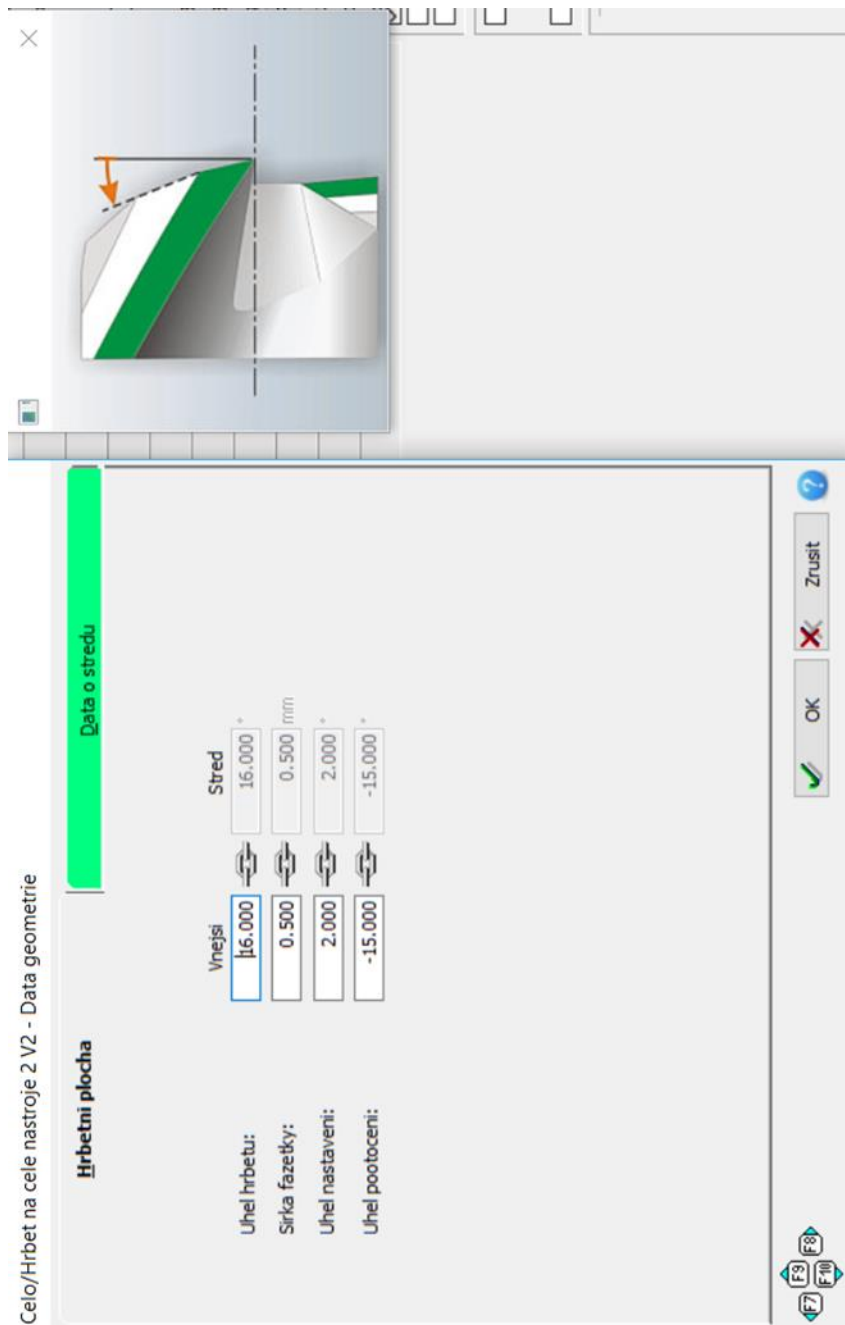 Celo/Hrbet na cele nastroje 2 V2 - Data geometrie
Hrbetni plocha
Data o stredu
Vnejsi Stred
Uhel hrbetu: 16.000 16.000 °
Sirka fazetky: 0.500 0.500 mm
Uhel nastaveni: 2.000 2.000 °
Uhel pootoceni: -15.000 -15.000 °
F7 F9 F10 F8
OK
Zrusit
?